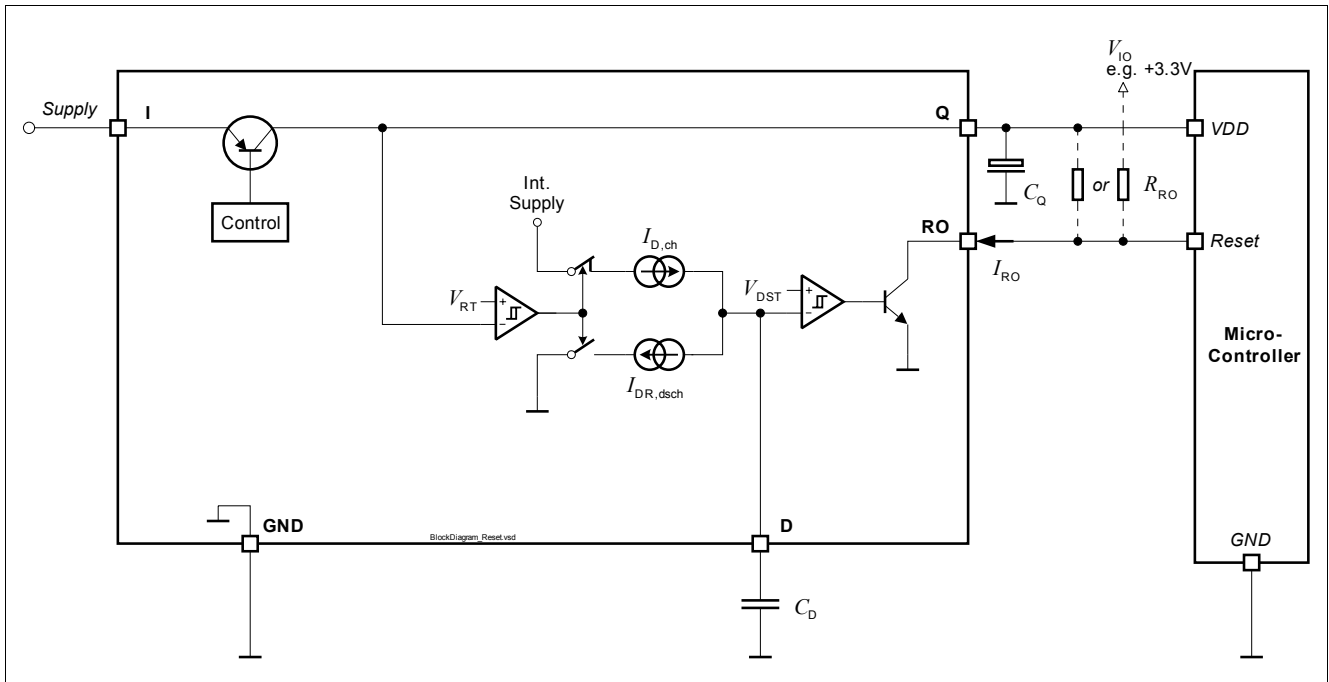 V_IO
e.g. +3.3V
Supply
I
Q
VDD
Int.
Supply
C_Q
or
R_RO
Control
I_D,ch
RO
Reset
I_RO
V_RT
+
−
V_DST
+
−
Micro-
Controller
I_DR,dsch
GND
BlockDiagram_Reset.vsd
D
GND
C_D